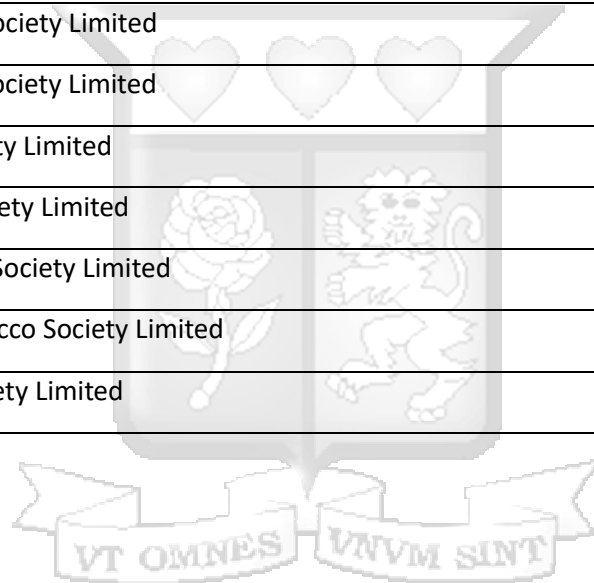 ociety Limited
ociety Limited
ty Limited
ety Limited
Society Limited
cco Society Limited
ety Limited
VT OMNES VNVM SINT